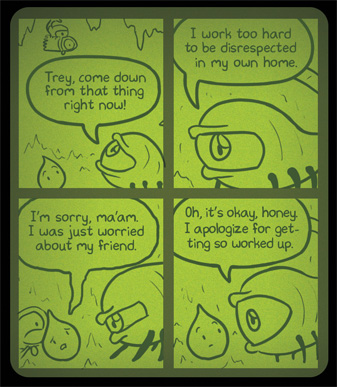 Trey, come down
from that thing
right now!
I work too hard
to be disrespected
in my own home.
I'm sorry, ma'am.
I was just worried
about my friend.
Oh, it's okay, honey.
I apologize for get-
ting so worked up.